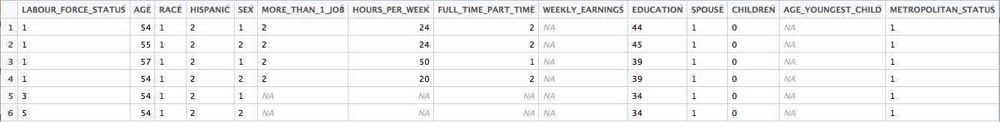 LABOUR_FORCE_STATUS AGE RACE HISPANIC SEX MORE_THAN_1_JOB HOURS_PER_WEEK FULL_TIME_PART_TIME WEEKLY_EARNINGS EDUCATION SPOUSE CHILDREN AGE_YOUNGEST_CHILD METROPOLITAN_STATUS
1 1 54 1 2 1 2 24 2 NA 44 1 0 NA 1
2 1 55 1 2 2 2 24 2 NA 45 1 0 NA 1
3 1 57 1 2 1 2 50 1 NA 39 1 0 NA 1
4 1 54 1 2 2 2 20 2 NA 39 1 0 NA 1
5 3 54 1 2 1 NA NA NA NA 34 1 0 NA 1
6 5 54 1 2 2 NA NA NA NA 34 1 0 NA 1